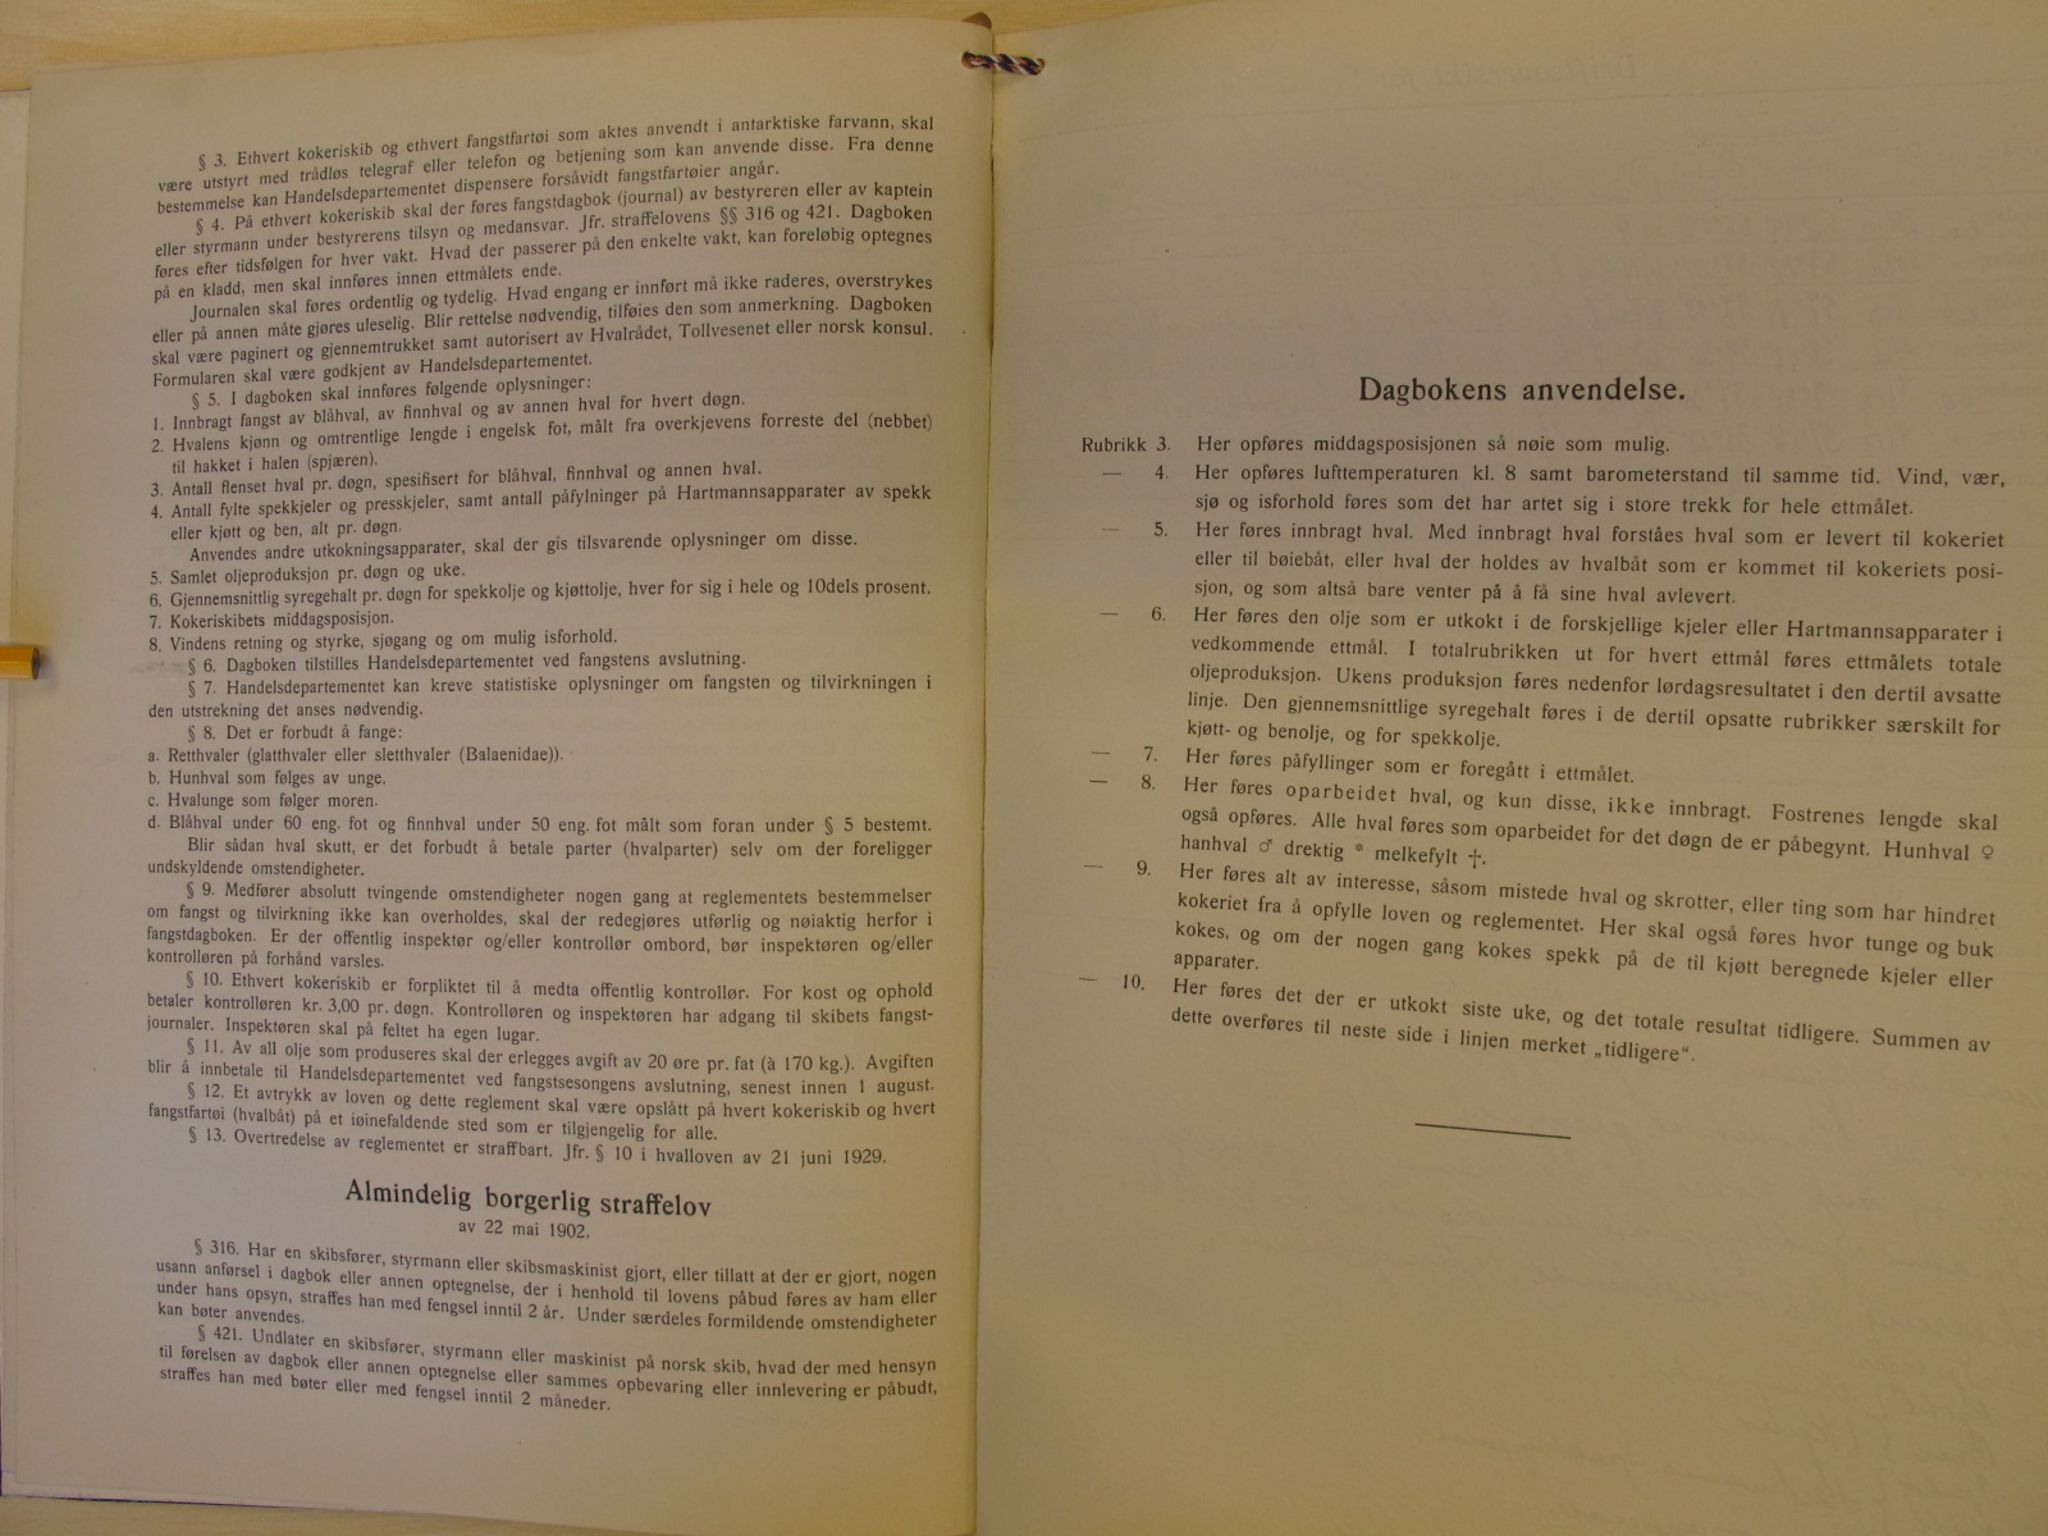 § 3. Ethvert kokeriskib og ethvert fangstfartøi som aktes anvendt i antarktiske farvann, skal
være utstyrt med trådløs telegraf eller telefon og betjening som kan anvende disse. Fra denne
bestemmelse kan Handelsdepartementet dispensere forsåvidt fangstfartøier angår.
§ 4. På ethvert kokeriskib skal der føres fangstdagbok (journal) av bestyreren eller av kaptein
eller styrmann under bestyrerens tilsyn og medansvar. Jfr. straffelovens §§ 316 og 421. Dagboken
føres efter tidsfølgen for hver vakt. Hvad der passerer på den enkelte vakt, kan foreløbig optegnes
på en kladd, men skal innføres innen ettmålets ende.
Journalen skal føres ordentlig og tydelig. Hvad engang er innført må ikke raderes, overstrykes
eller på annen måte gjøres uleselig. Blir rettelse nødvendig, tilføies den som anmerkning. Dagboken
skal være paginert og gjennemtrukket samt autorisert av Hvalrådet, Tollvesenet eller norsk konsul.
Formularen skal være godkjent av Handelsdepartementet.
§ 5. I dagboken skal innføres følgende oplysninger:
1. Innbragt fangst av blåhval, av finnhval og av annen hval for hvert døgn.
2. Hvalens kjønn og omtrentlige lengde i engelsk fot, målt fra overkjevens forreste del (nebbet)
til hakket i halen (spjæren).
3. Antall flenset hval pr. døgn, spesifisert for blåhval, finnhval og annen hval.
4. Antall fylte spekkjeler og presskjeler, samt antall påfylninger på Hartmannsapparater av spekk
eller kjøtt og ben, alt pr. døgn.
Anvendes andre utkokningsapparater, skal der gis tilsvarende oplysninger om disse.
5. Samlet oljeproduksjon pr. døgn og uke.
6. Gjennemsnittlig syregehalt pr. døgn for spekkolje og kjøttolje, hver for sig i hele og 10dels prosent.
7. Kokeriskibets middagsposisjon.
8. Vindens retning og styrke, sjøgang og om mulig isforhold.
§ 6. Dagboken tilstilles Handelsdepartementet ved fangstens avslutning.
§ 7. Handelsdepartementet kan kreve statistiske oplysninger om fangsten og tilvirkningen i
den utstrekning det anses nødvendig.
§ 8. Det er forbudt å fange:
a. Retthvaler (glatthvaler eller sletthvaler (Balaenidae)).
b. Hunhval som følges av unge.
c. Hvalunge som følger moren.
d. Blåhval under 60 eng. fot og finnhval under 50 eng. fot målt som foran under § 5 bestemt.
Blir sådan hval skutt, er det forbudt å betale parter (hvalparter) selv om der foreligger
undskyldende omstendigheter.
§ 9. Medfører absolutt tvingende omstendigheter nogen gang at reglementets bestemmelser
om fangst og tilvirkning ikke kan overholdes, skal der redegjøres utførlig og nøiaktig herfor i
fangstdagboken. Er der offentlig inspektør og/eller kontrollør ombord, bør inspektøren og/eller
kontrolløren på forhånd varsles.
§ 10. Ethvert kokeriskib er forpliktet til å medta offentlig kontrollør. For kost og ophold
betaler kontrolløren kr. 3,00 pr. døgn. Kontrolløren og inspektøren har adgang til skibets fangst-
journaler. Inspektøren skal på feltet ha egen lugar.
§ 11. Av all olje som produseres skal der erlegges avgift av 20 øre pr. fat (à 170 kg.). Avgiften
blir å innbetale til Handelsdepartementet ved fangstsesongens avslutning, senest innen 1 august.
§ 12. Et avtrykk av loven og dette reglement skal være opslått på hvert kokeriskib og hvert
fangstfartøi (hvalbåt) på et iøinefaldende sted som er tilgjengelig for alle.
§ 13. Overtredelse av reglementet er straffbart. Jfr. § 10 i hvalloven av 21 juni 1929.
Almindelig borgerlig straffelov
av 22 mai 1902.
§ 316. Har en skibsfører, styrmann eller skibsmaskinist gjort, eller tillatt at der er gjort, nogen
usann anførsel i dagbok eller annen optegnelse, der i henhold til lovens påbud føres av ham eller
under hans opsyn, straffes han med fengsel inntil 2 år. Under særdeles formildende omstendigheter
kan bøter anvendes.
§ 421. Undlater en skibsfører, styrmann eller maskinist på norsk skib, hvad der med hensyn
til førelsen av dagbok eller annen optegnelse eller sammes opbevaring eller innlevering er påbudt,
straffes han med bøter eller med fengsel inntil 2 måneder.
Dagbokens anvendelse.
Rubrikk 3. Her opføres middagsposisjonen så nøie som mulig.
— 4. Her opføres lufttemperaturen kl. 8 samt barometerstand til samme tid. Vind, vær,
sjø og isforhold føres som det har artet sig i store trekk for hele ettmålet.
— 5. Her føres innbragt hval. Med innbragt hval forståes hval som er levert til kokeriet
eller til bøiebåt, eller hval der holdes av hvalbåt som er kommet til kokeriets posi-
sjon, og som altså bare venter på å få sine hval avlevert.
— 6. Her føres den olje som er utkokt i de forskjellige kjeler eller Hartmannsapparater i
vedkommende ettmål. I totalrubrikken ut for hvert ettmål føres ettmålets totale
oljeproduksjon. Ukens produksjon føres nedenfor lørdagsresultatet i den dertil avsatte
linje. Den gjennemsnittlige syregehalt føres i de dertil opsatte rubrikker særskilt for
kjøtt- og benolje, og for spekkolje.
— 7. Her føres påfyllinger som er foregått i ettmålet.
— 8. Her føres oparbeidet hval, og kun disse, ikke innbragt. Fostrenes lengde skal
også opføres. Alle hval føres som oparbeidet for det døgn de er påbegynt. Hunhval ♀
hanhval ♂ drektig * melkefylt †.
— 9. Her føres alt av interesse, såsom mistede hval og skrotter, eller ting som har hindret
kokeriet fra å opfylle loven og reglementet. Her skal også føres hvor tunge og buk
kokes, og om der nogen gang kokes spekk på de til kjøtt beregnede kjeler eller
apparater.
— 10. Her føres det der er utkokt siste uke, og det totale resultat tidligere. Summen av
dette overføres til neste side i linjen merket „tidligere“.